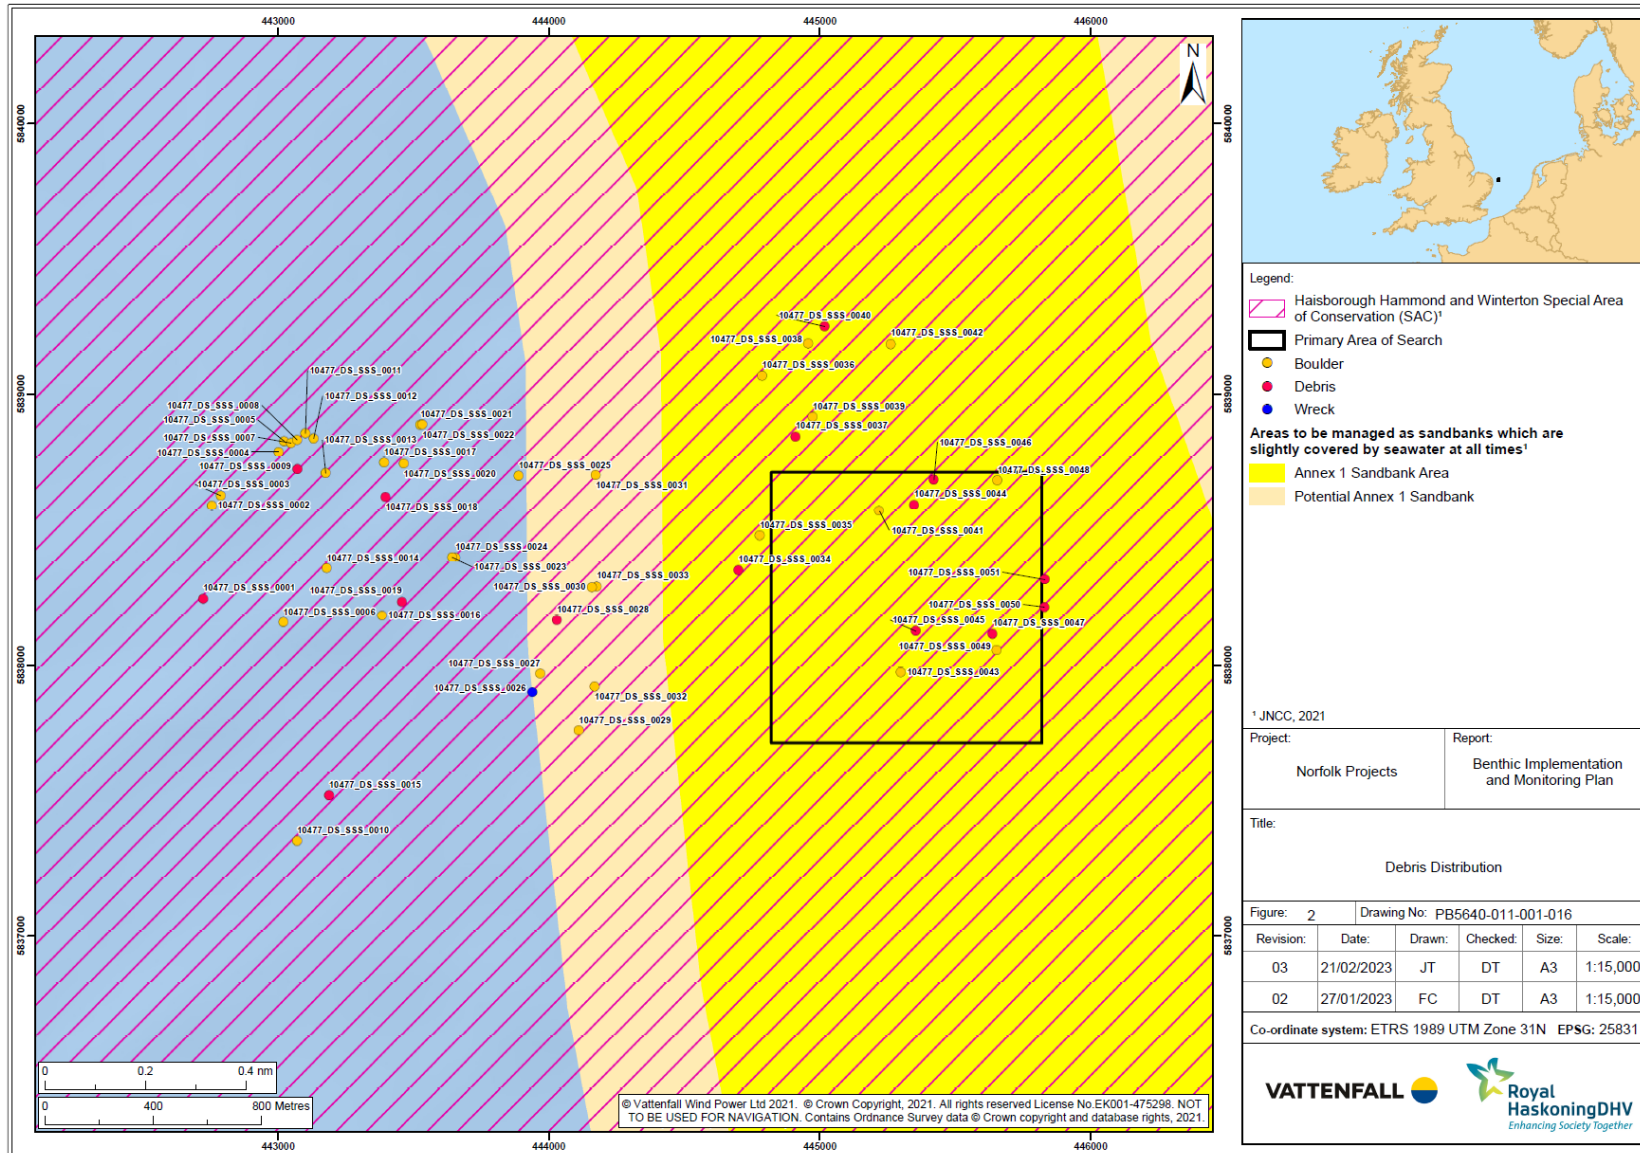 443000
444000
445000
446000
5840000
5840000
N
10477_DS_SSS_0040
10477_DS_SSS_0038
10477_DS_SSS_0042
10477_DS_SSS_0036
10477_DS_SSS_0011
5839000
5839000
10477_DS_SSS_0012
10477_DS_SSS_0008
10477_DS_SSS_0039
10477_DS_SSS_0021
10477_DS_SSS_0005
10477_DS_SSS_0037
10477_DS_SSS_0022
10477_DS_SSS_0007
10477_DS_SSS_0013
10477_DS_SSS_0046
10477_DS_SSS_0004
10477_DS_SSS_0017
10477_DS_SSS_0009
10477_DS_SSS_0025
10477_DS_SSS_0048
10477_DS_SSS_0020
10477_DS_SSS_0003
10477_DS_SSS_0031
10477_DS_SSS_0044
10477_DS_SSS_0002
10477_DS_SSS_0018
10477_DS_SSS_0035
10477_DS_SSS_0041
10477_DS_SSS_0024
10477_DS_SSS_0014
10477_DS_SSS_0034
10477_DS_SSS_0023
10477_DS_SSS_0051
10477_DS_SSS_0033
10477_DS_SSS_0001
10477_DS_SSS_0019
10477_DS_SSS_0030
10477_DS_SSS_0050
10477_DS_SSS_0028
10477_DS_SSS_0006
10477_DS_SSS_0016
10477_DS_SSS_0045
10477_DS_SSS_0047
10477_DS_SSS_0049
5838000
5838000
10477_DS_SSS_0027
10477_DS_SSS_0043
10477_DS_SSS_0026
10477_DS_SSS_0032
10477_DS_SSS_0029
10477_DS_SSS_0015
10477_DS_SSS_0010
5837000
5837000
0 0.2 0.4 nm
0 400 800 Metres
© Vattenfall Wind Power Ltd 2021. © Crown Copyright, 2021. All rights reserved License No.EK001-475298. NOT
TO BE USED FOR NAVIGATION. Contains Ordnance Survey data © Crown copyright and database rights, 2021.
443000
444000
445000
446000
Legend:
Haisborough Hammond and Winterton Special Area
of Conservation (SAC)¹
Primary Area of Search
Boulder
Debris
Wreck
Areas to be managed as sandbanks which are
slightly covered by seawater at all times¹
Annex 1 Sandbank Area
Potential Annex 1 Sandbank
¹ JNCC, 2021
Project:
Norfolk Projects
Report:
Benthic Implementation
and Monitoring Plan
Title:
Debris Distribution
Figure: 2
Drawing No: PB5640-011-001-016
Revision: Date: Drawn: Checked: Size: Scale:
03 21/02/2023 JT DT A3 1:15,000
02 27/01/2023 FC DT A3 1:15,000
Co-ordinate system: ETRS 1989 UTM Zone 31N EPSG: 25831
VATTENFALL
Royal
HaskoningDHV
Enhancing Society Together